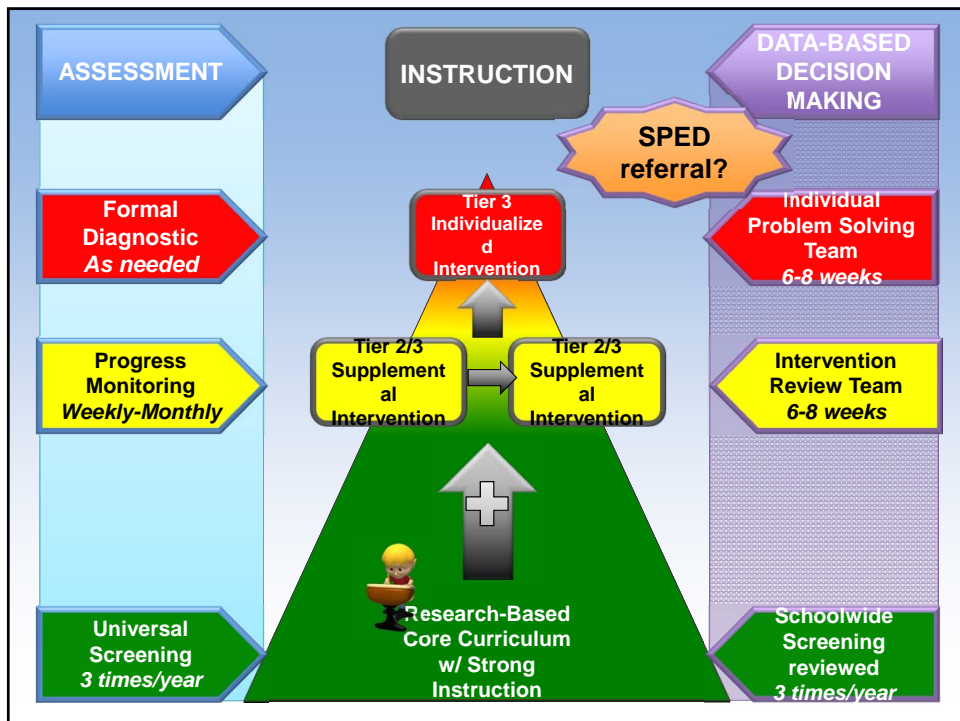 ASSESSMENT
INSTRUCTION
DATA-BASED
DECISION
MAKING
SPED
referral?
Formal
Diagnostic
As needed
Tier 3
Individualize
d
Intervention
Individual
Problem Solving
Team
6-8 weeks
Progress
Monitoring
Weekly-Monthly
Tier 2/3
Supplement
al
Intervention
Tier 2/3
Supplement
al
Intervention
Intervention
Review Team
6-8 weeks
Universal
Screening
3 times/year
Research-Based
Core Curriculum
w/ Strong
Instruction
Schoolwide
Screening
reviewed
3 times/year